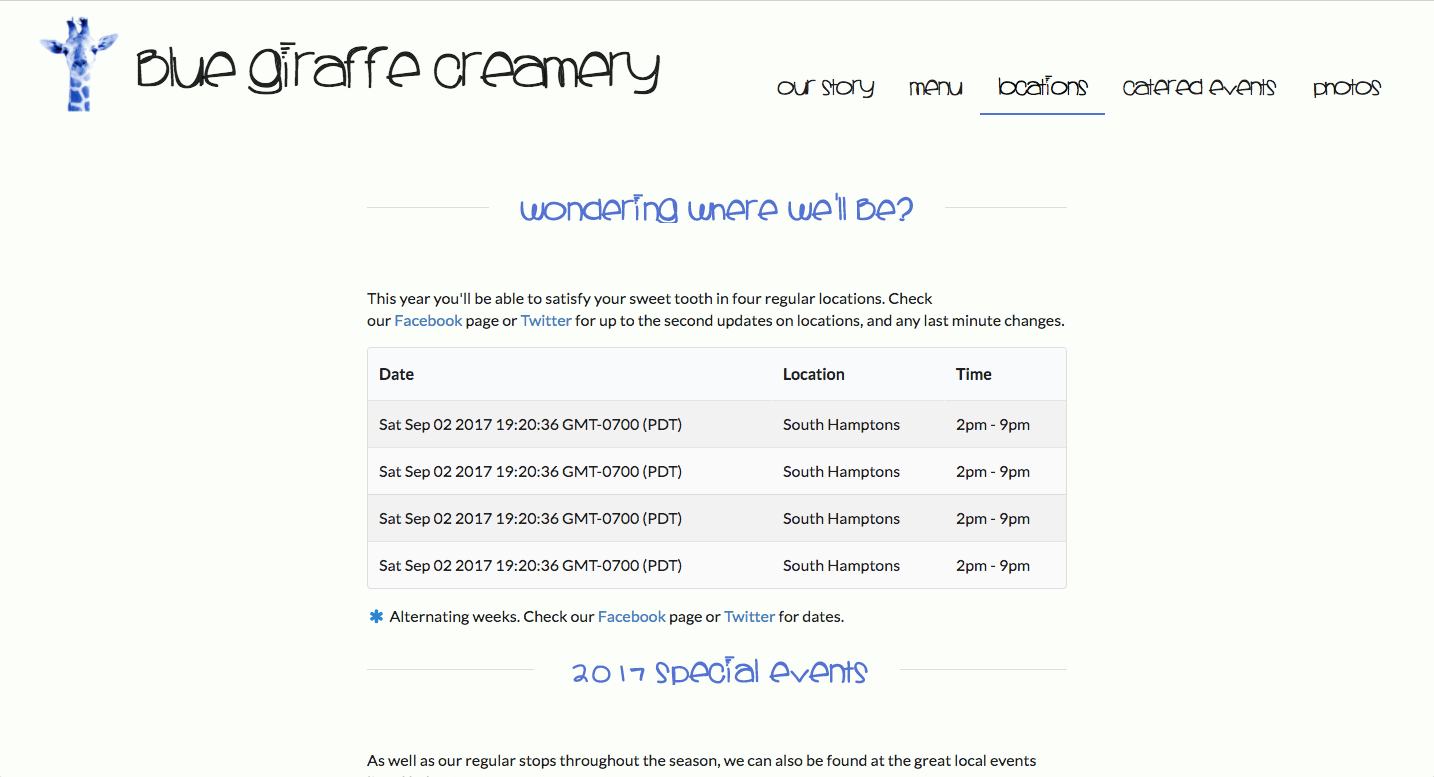 Blue Giraffe Creamery
our story menu locations catered events photos
Wondering where we'll be?
This year you'll be able to satisfy your sweet tooth in four regular locations. Check
our Facebook page or Twitter for up to the second updates on locations, and any last minute changes.
Date Location Time
Sat Sep 02 2017 19:20:36 GMT-0700 (PDT) South Hamptons 2pm - 9pm
Sat Sep 02 2017 19:20:36 GMT-0700 (PDT) South Hamptons 2pm - 9pm
Sat Sep 02 2017 19:20:36 GMT-0700 (PDT) South Hamptons 2pm - 9pm
Sat Sep 02 2017 19:20:36 GMT-0700 (PDT) South Hamptons 2pm - 9pm
* Alternating weeks. Check our Facebook page or Twitter for dates.
2017 special events
As well as our regular stops throughout the season, we can also be found at the great local events